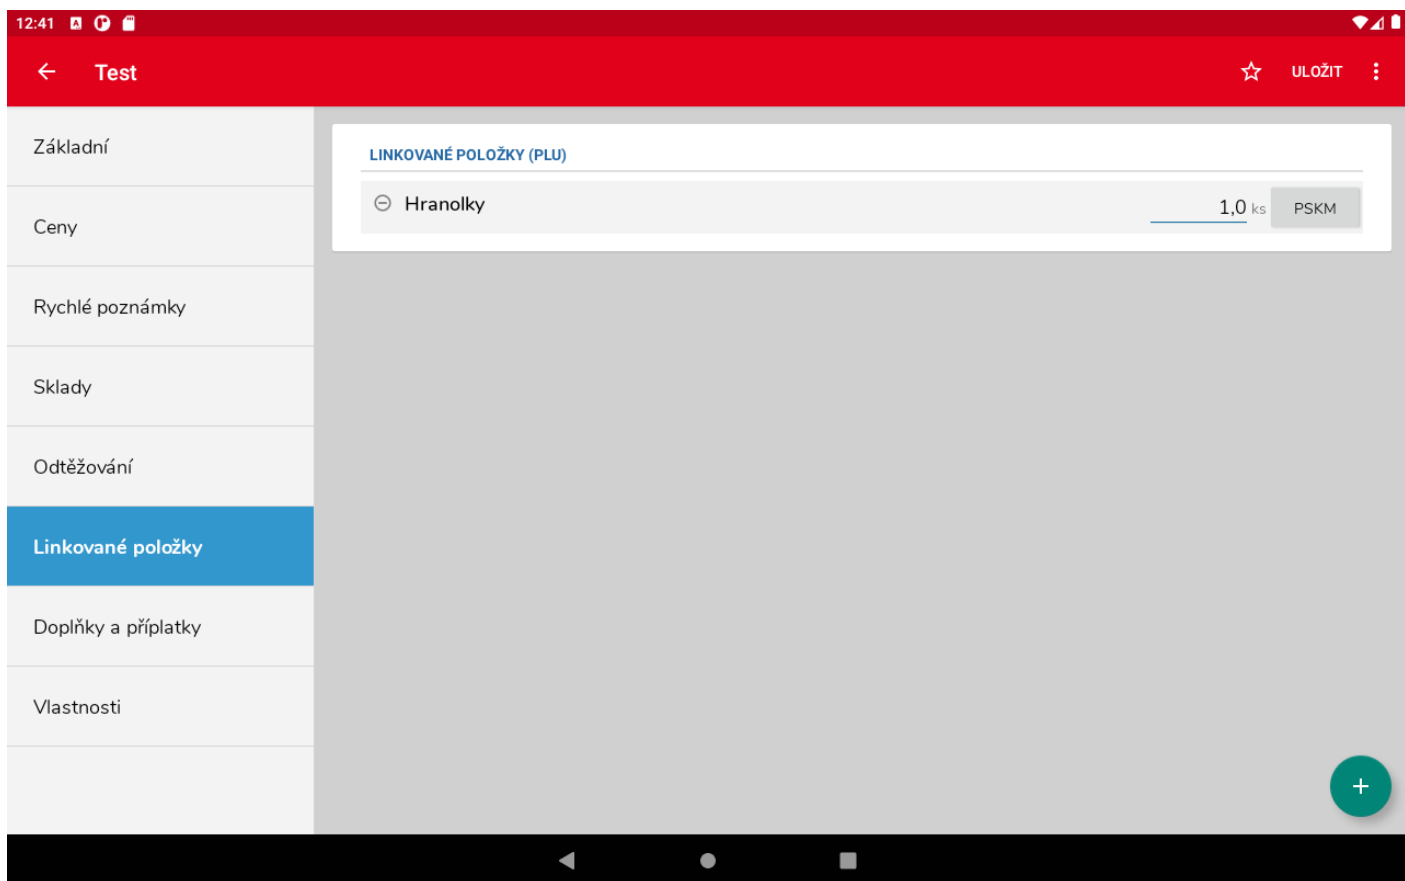 12:41
Test
ULOŽIT
Základní
Ceny
Rychlé poznámky
Sklady
Odtěžování
Linkované položky
Doplňky a příplatky
Vlastnosti
LINKOVANÉ POLOŽKY (PLU)
Hranolky 1,0 ks PSKM